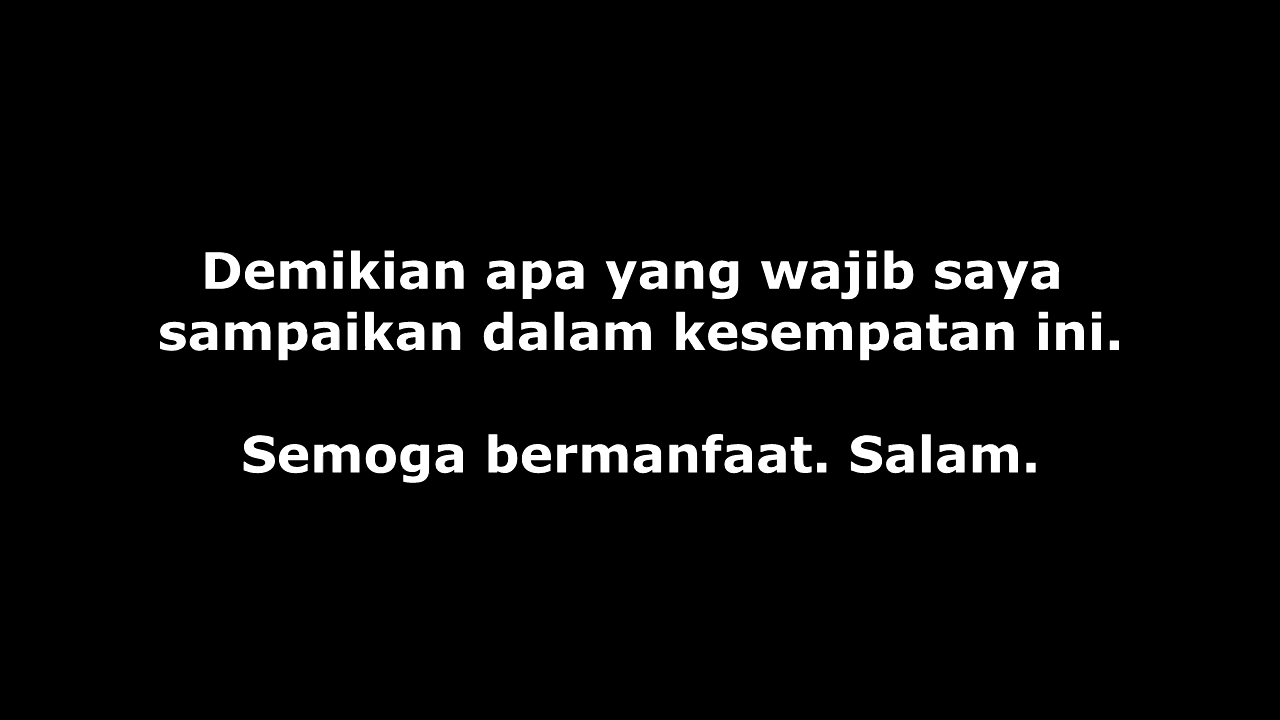 Demikian apa yang wajib saya
sampaikan dalam kesempatan ini.
Semoga bermanfaat. Salam.